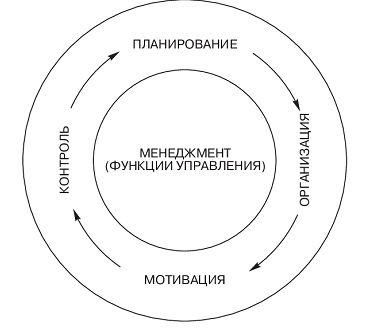 ПЛАНИРОВАНИЕ
ОРГАНИЗАЦИЯ
МОТИВАЦИЯ
КОНТРОЛЬ
МЕНЕДЖМЕНТ
(ФУНКЦИИ УПРАВЛЕНИЯ)